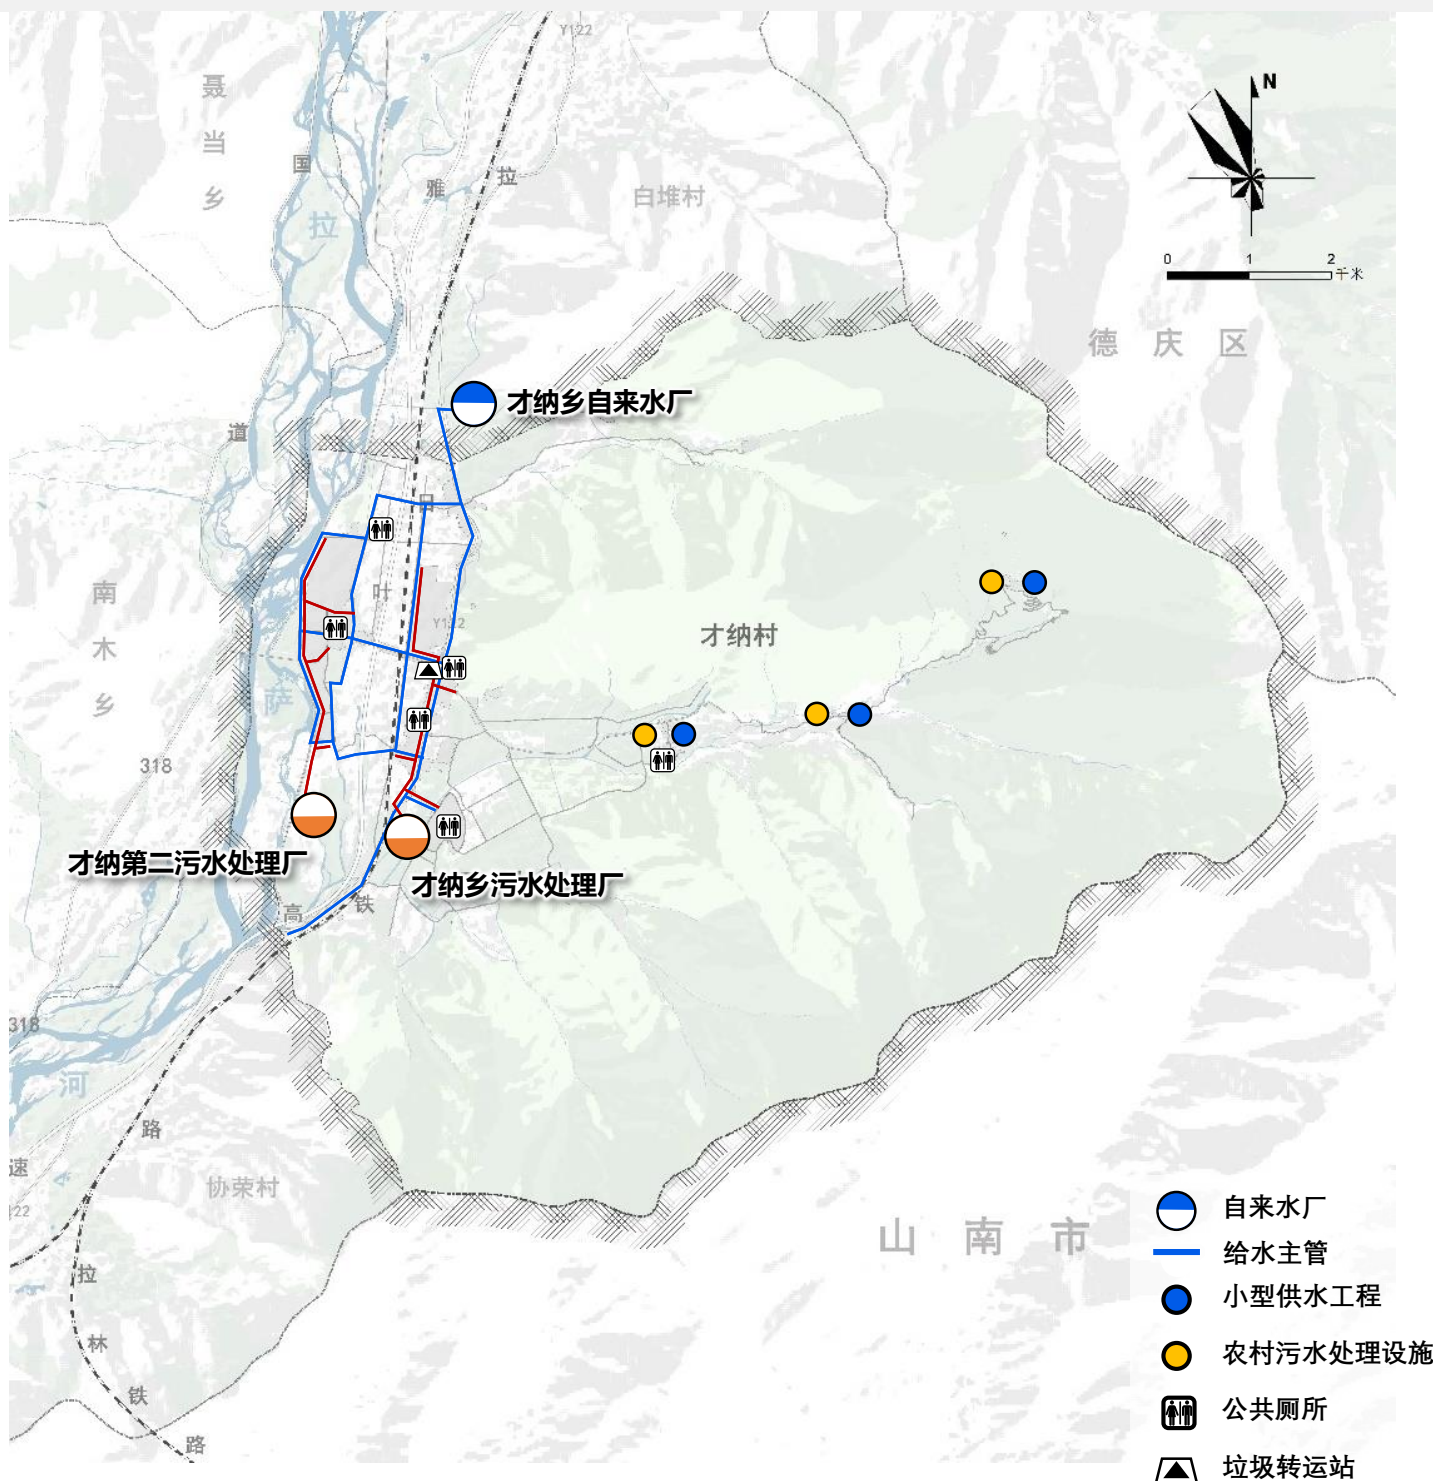 Y122
聂当乡
国
道
雅
拉
白堆村
拉
萨
河
N
0 1 2
千米
德庆区
才纳乡自来水厂
日
叶
Y122
南木乡
才纳村
318
才纳第二污水处理厂
才纳乡污水处理厂
高
铁
318
路
速
122
协荣村
山南市
拉
林
铁
路
自来水厂
给水主管
小型供水工程
农村污水处理设施
公共厕所
垃圾转运站